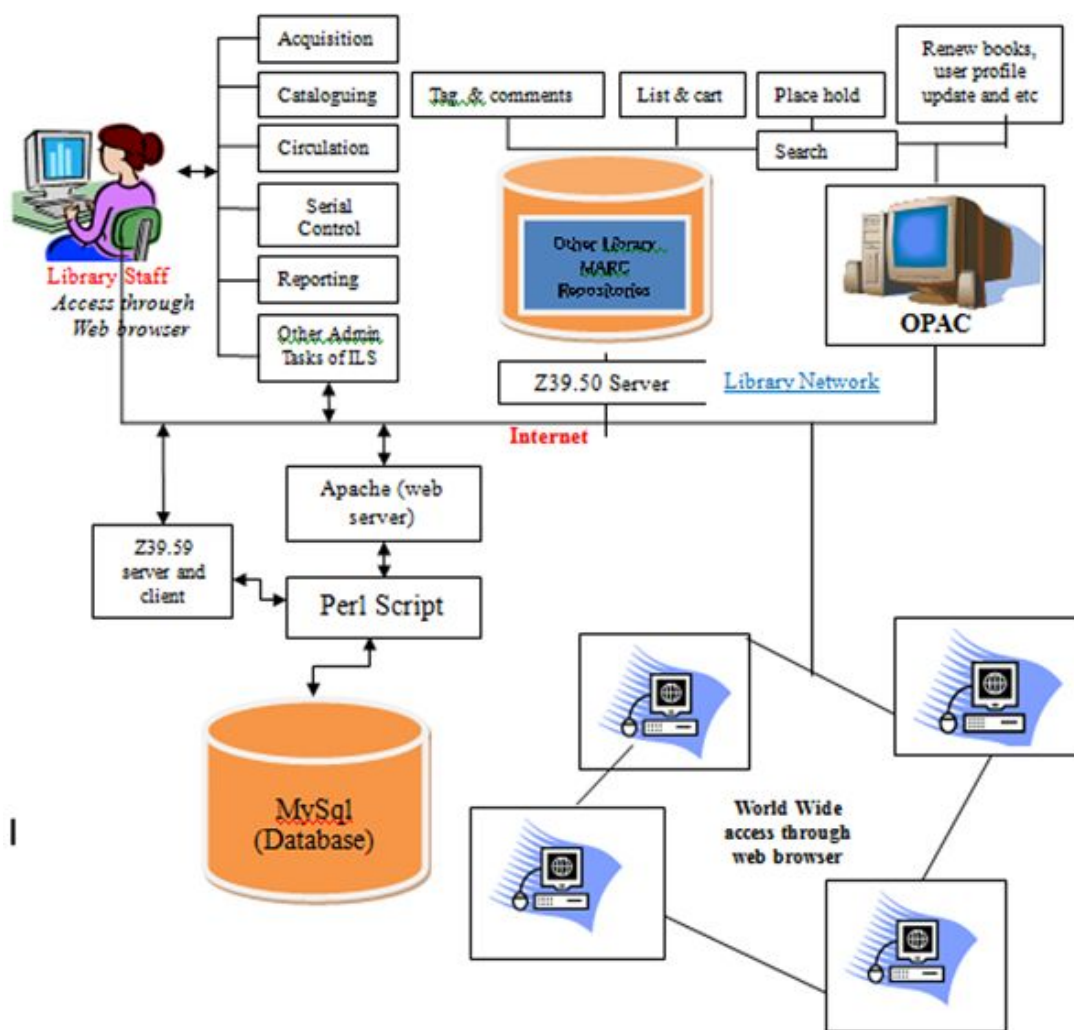 Acquisition
Cataloguing
Circulation
Serial
Control
Reporting
Other Admin
Tasks of ILS
Library Staff
Access through
Web browser
Tag & comments
List & cart
Place hold
Renew books,
user profile
update and etc
Search
Other Library
MARC
Repositories
OPAC
Z39.50 Server
Library Network
Internet
Apache (web
server)
Z39.59
server and
client
Perl Script
MySql
(Database)
World Wide
access through
web browser